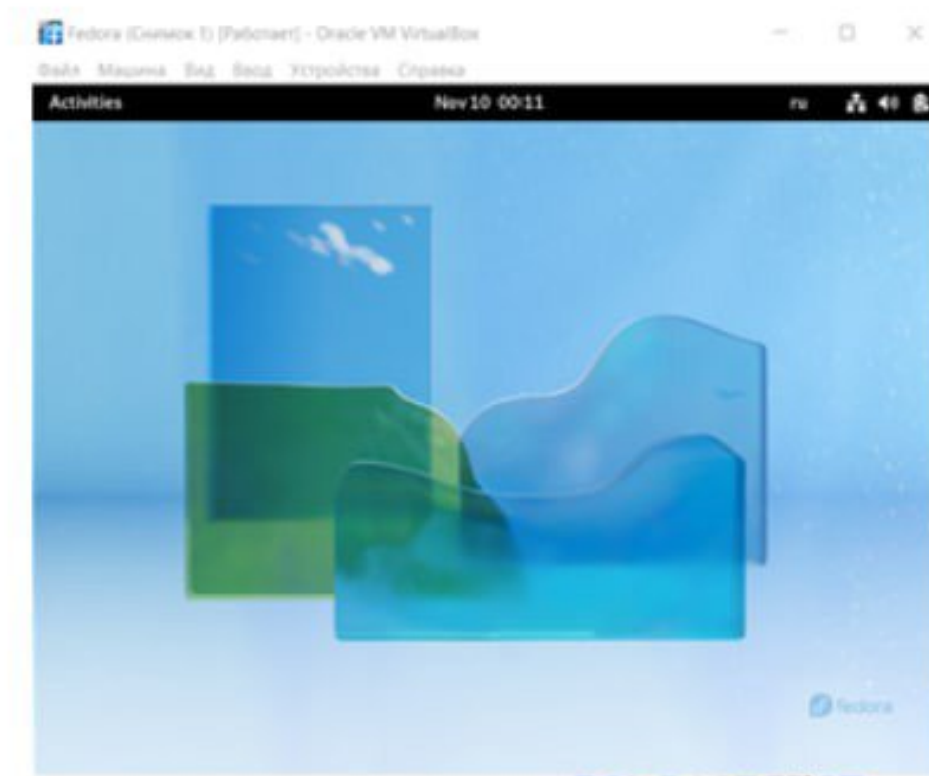 Fedora (Снимок 1) [Работает] - Oracle VM VirtualBox
Файл Машина Вид Ввод Устройства Справка
Activities Nov 10 00:11 ru
fedora